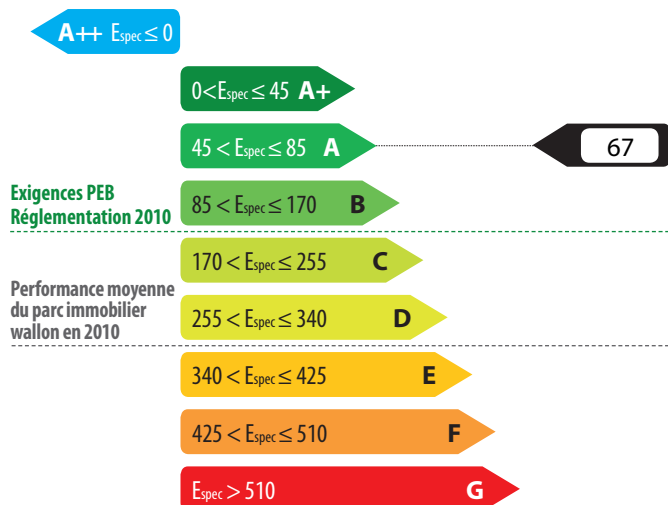 A++ Espec ≤ 0
0<Espec ≤ 45 A+
45 < Espec ≤ 85 A
67
Exigences PEB
Réglementation 2010
85 < Espec ≤ 170 B
170 < Espec ≤ 255 C
Performance moyenne
du parc immobilier
wallon en 2010
255 < Espec ≤ 340 D
340 < Espec ≤ 425 E
425 < Espec ≤ 510 F
Espec > 510 G